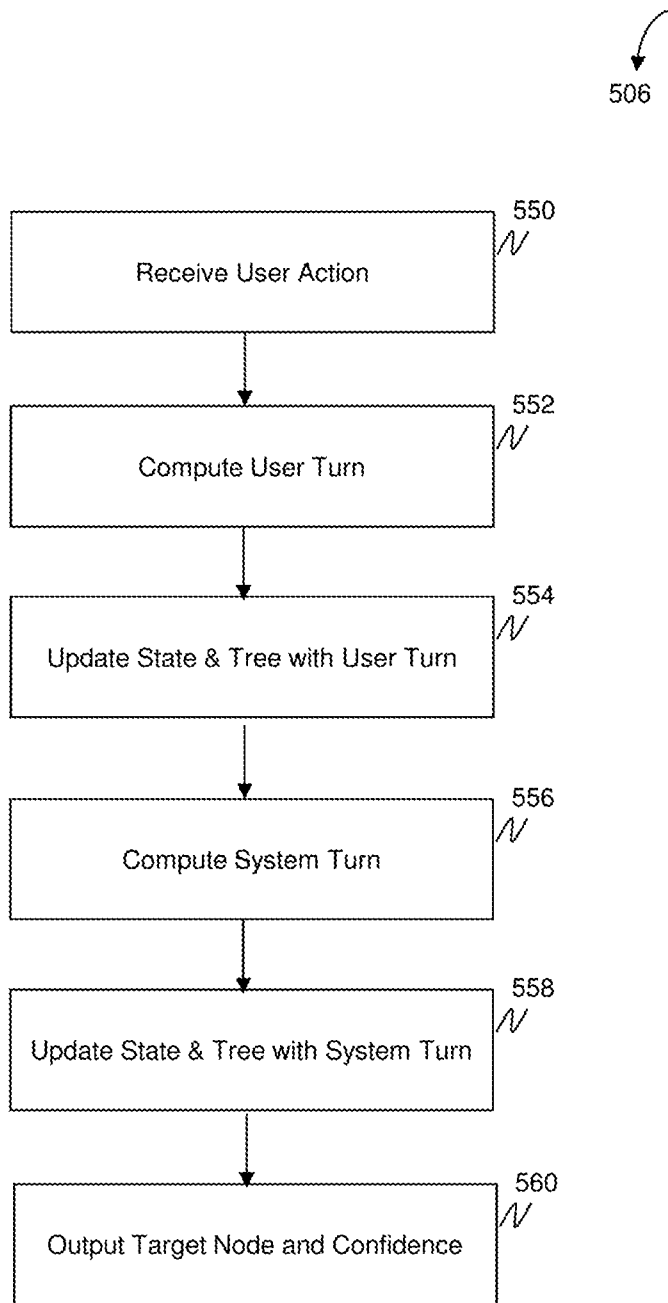 506
550
Receive User Action
552
Compute User Turn
554
Update State & Tree with User Turn
556
Compute System Turn
558
Update State & Tree with System Turn
560
Output Target Node and Confidence